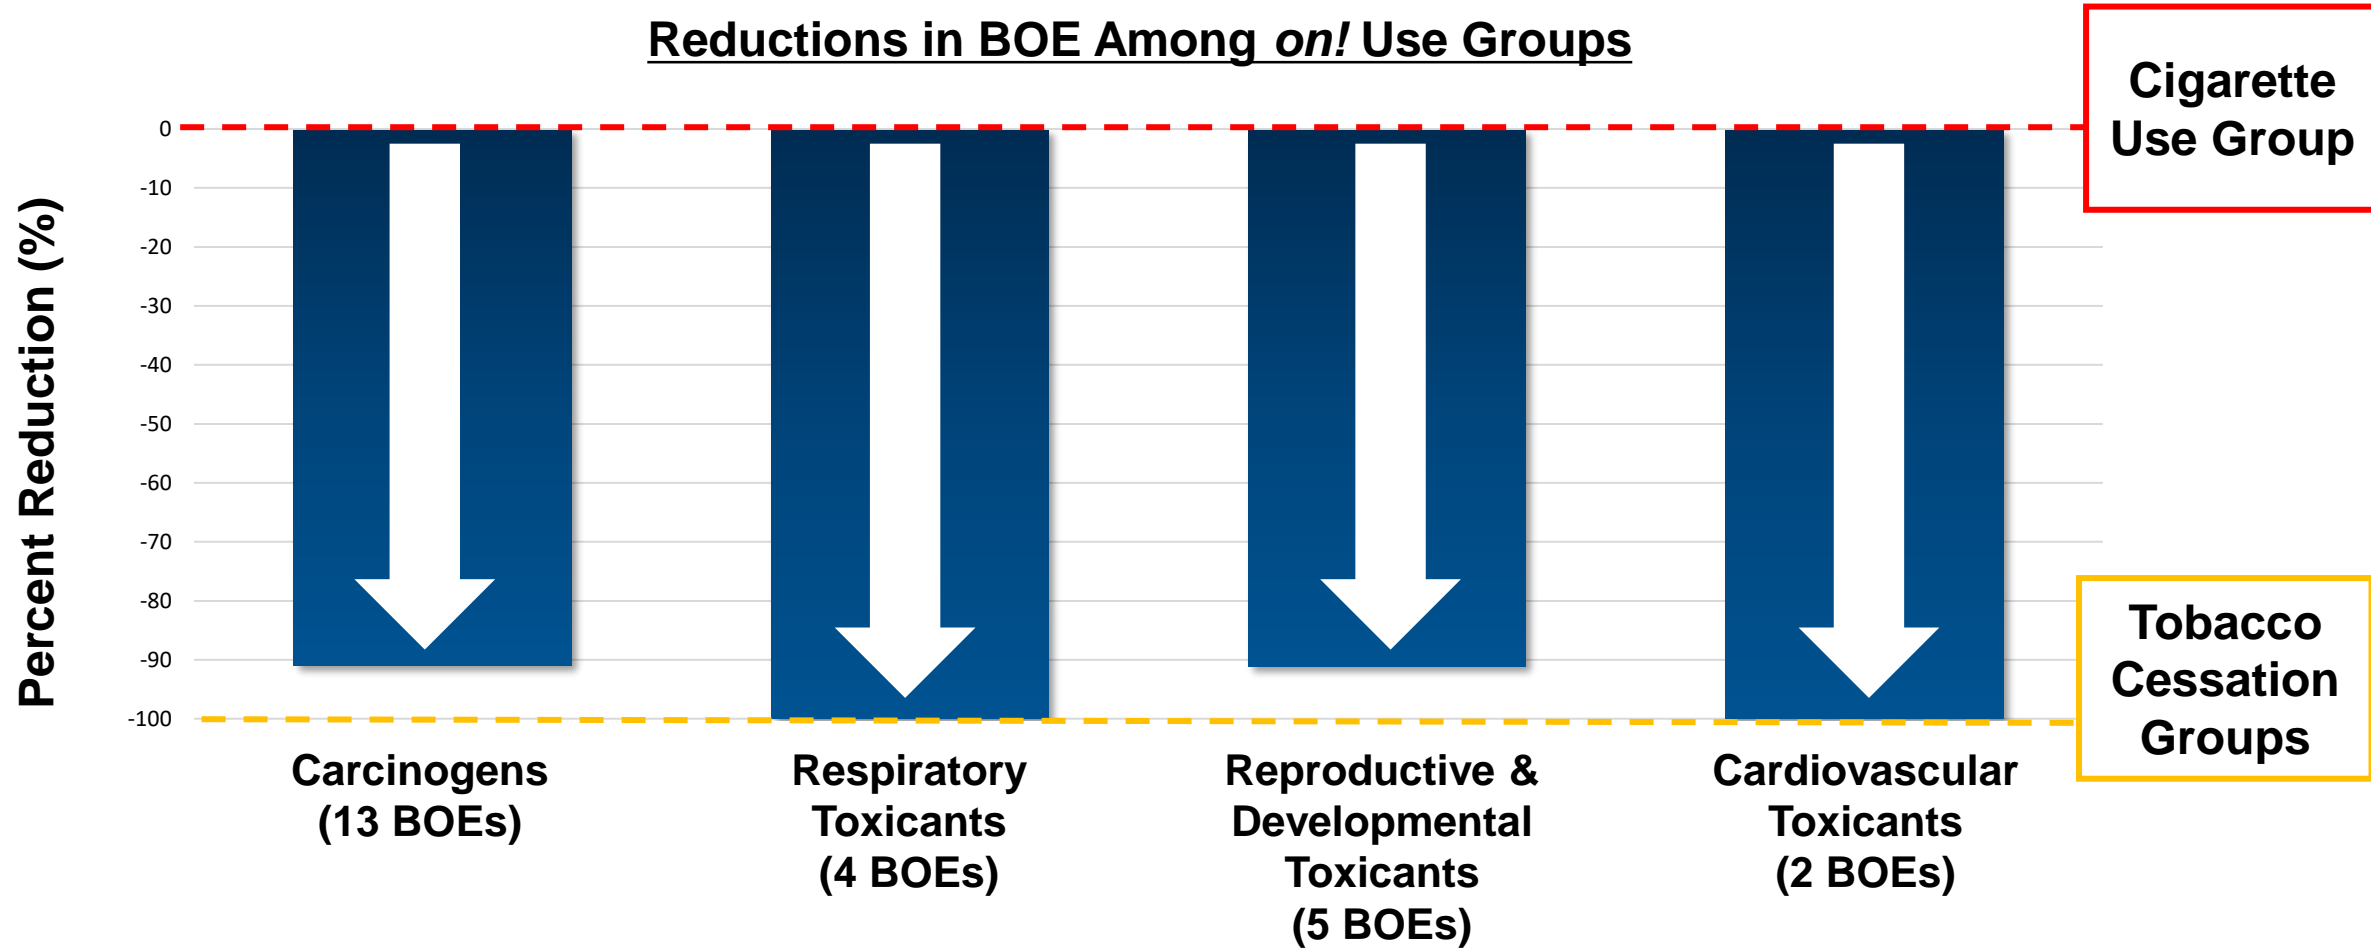 Reductions in BOE Among on! Use Groups
Cigarette
Use Group
Percent Reduction (%)
0
-10
-20
-30
-40
-50
-60
-70
-80
-90
-100
Tobacco
Cessation
Groups
Carcinogens
(13 BOEs)
Respiratory
Toxicants
(4 BOEs)
Reproductive &
Developmental
Toxicants
(5 BOEs)
Cardiovascular
Toxicants
(2 BOEs)